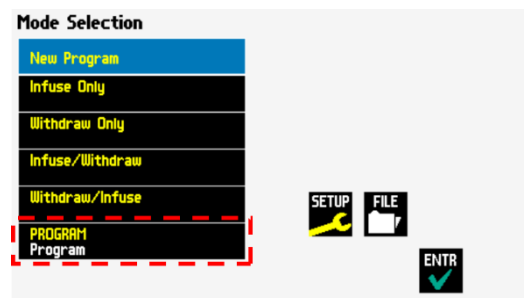 Mode Selection
New Program
Infuse Only
Withdraw Only
Infuse/Withdraw
Withdraw/Infuse
PROGRAM
Program
SETUP FILE
ENTR